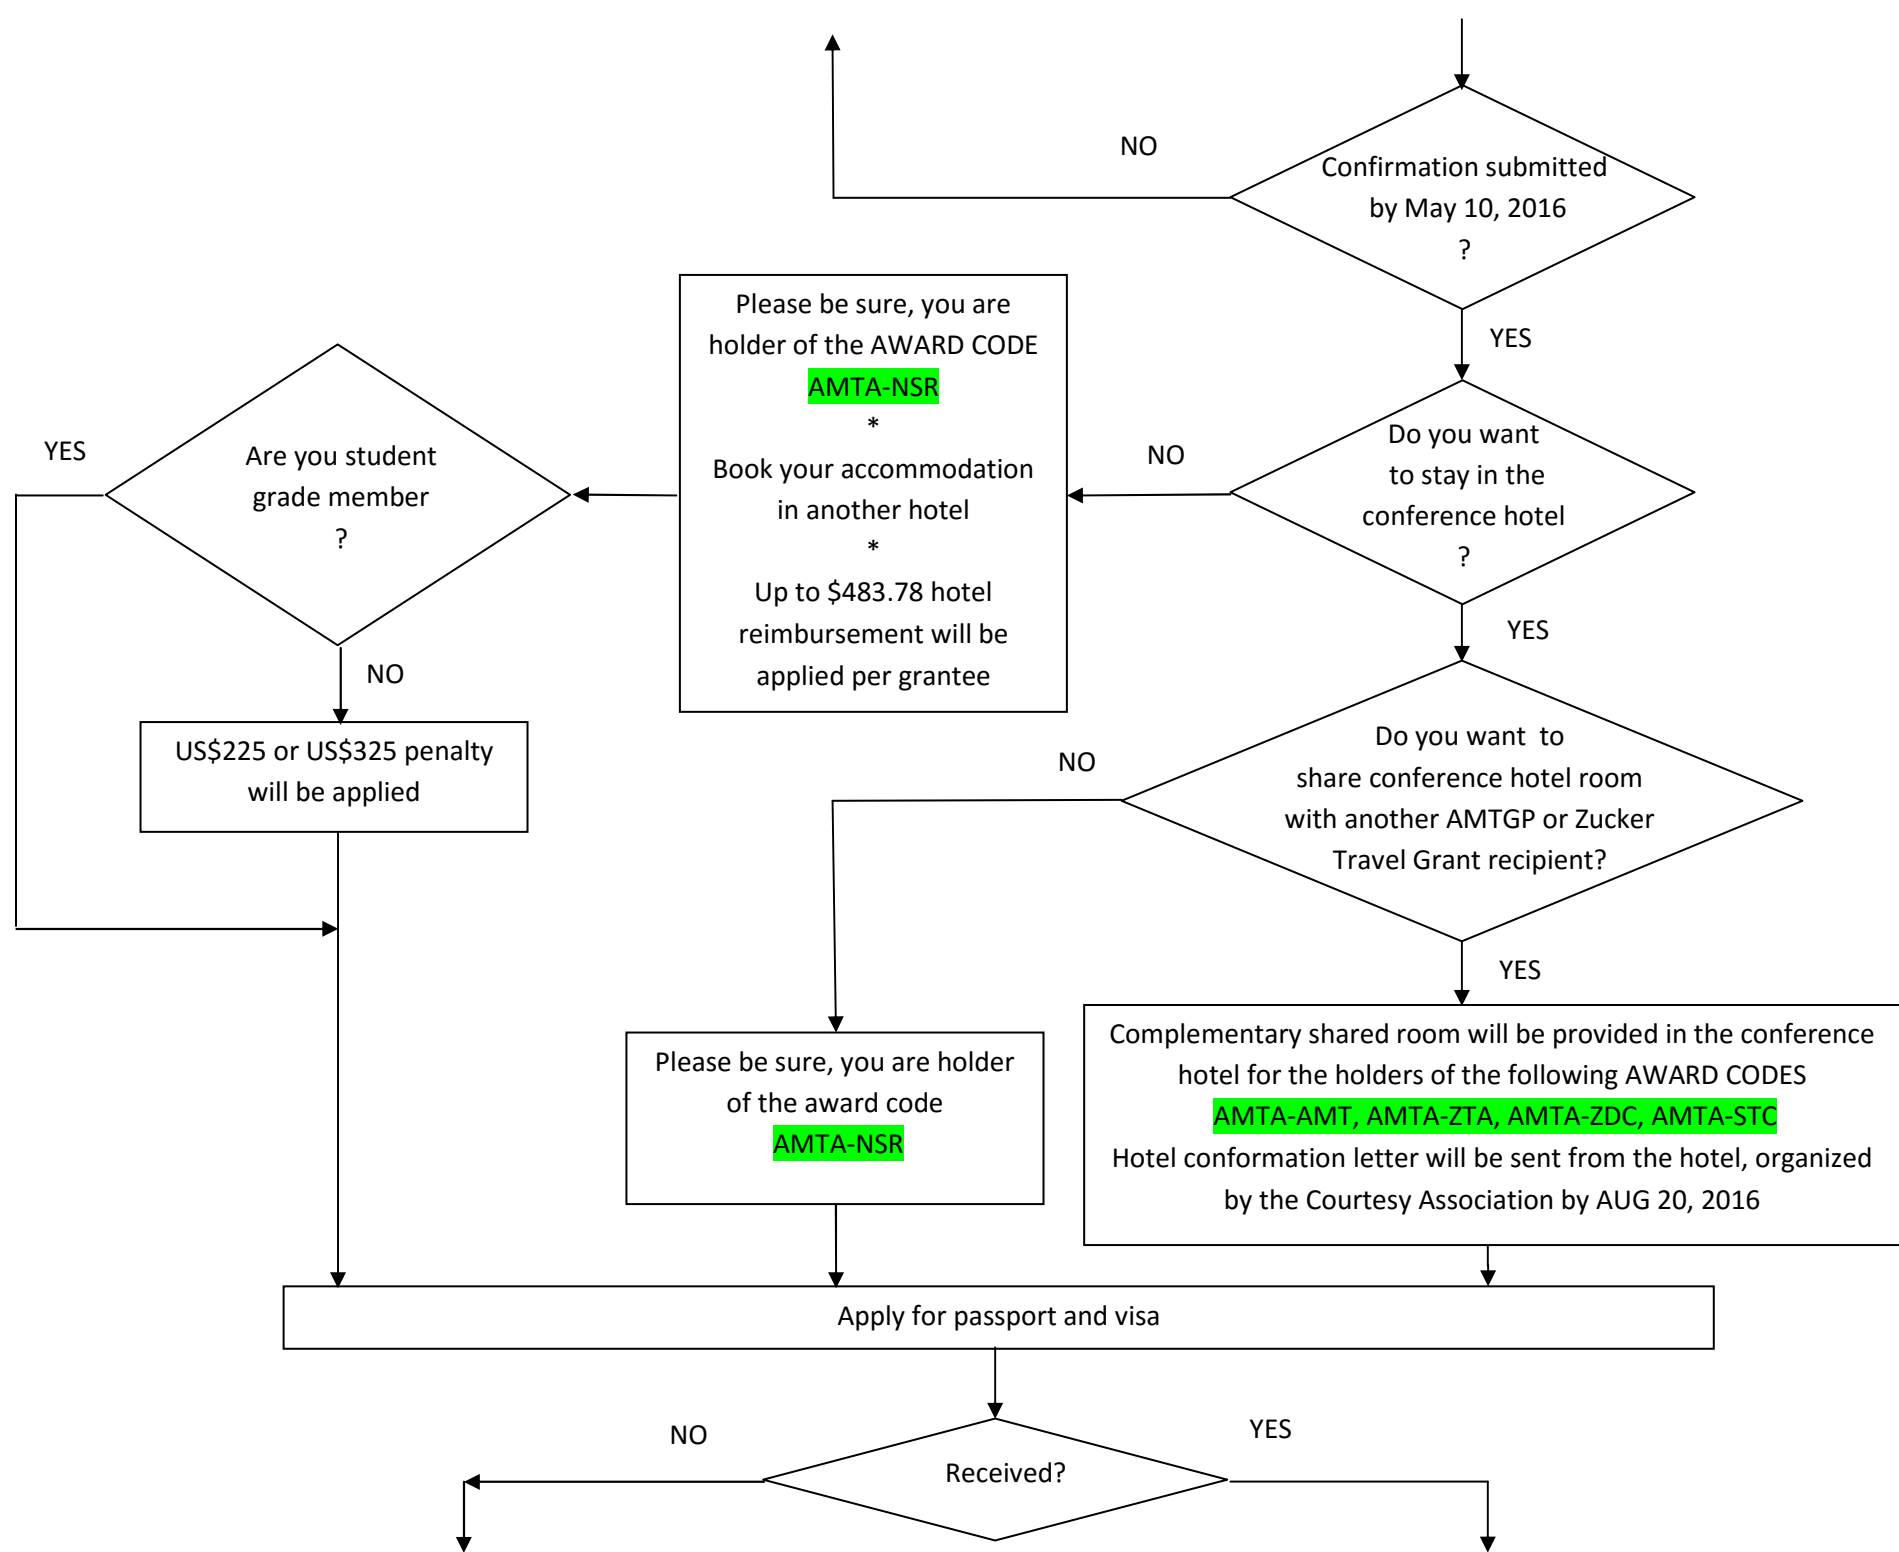 NO
Confirmation submitted
by May 10, 2016
?
YES
Please be sure, you are
holder of the AWARD CODE
AMTA-NSR
*
Book your accommodation
in another hotel
*
Up to $483.78 hotel
reimbursement will be
applied per grantee
NO
Do you want
to stay in the
conference hotel
?
YES
YES
Are you student
grade member
?
NO
US$225 or US$325 penalty
will be applied
NO
Do you want to
share conference hotel room
with another AMTGP or Zucker
Travel Grant recipient?
YES
Please be sure, you are holder
of the award code
AMTA-NSR
Complementary shared room will be provided in the conference
hotel for the holders of the following AWARD CODES
AMTA-AMT, AMTA-ZTA, AMTA-ZDC, AMTA-STC
Hotel conformation letter will be sent from the hotel, organized
by the Courtesy Association by AUG 20, 2016
Apply for passport and visa
NO
Received?
YES